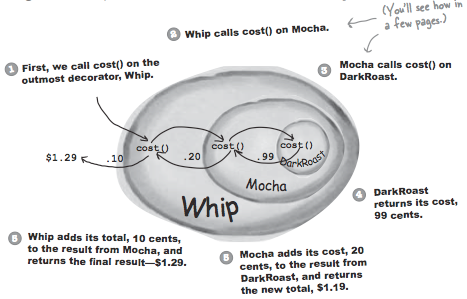 (You'll see how in
a few pages.)
2 Whip calls cost() on Mocha.
1 First, we call cost() on the
outmost decorator, Whip.
3 Mocha calls cost() on
DarkRoast.
$1.29
.10
cost()
.20
cost()
.99
cost()
DarkRoast
Mocha
Whip
4 DarkRoast
returns its cost,
99 cents.
5 Mocha adds its cost, 20
cents, to the result from
DarkRoast, and returns
the new total, $1.19.
6 Whip adds its total, 10 cents,
to the result from Mocha, and
returns the final result—$1.29.